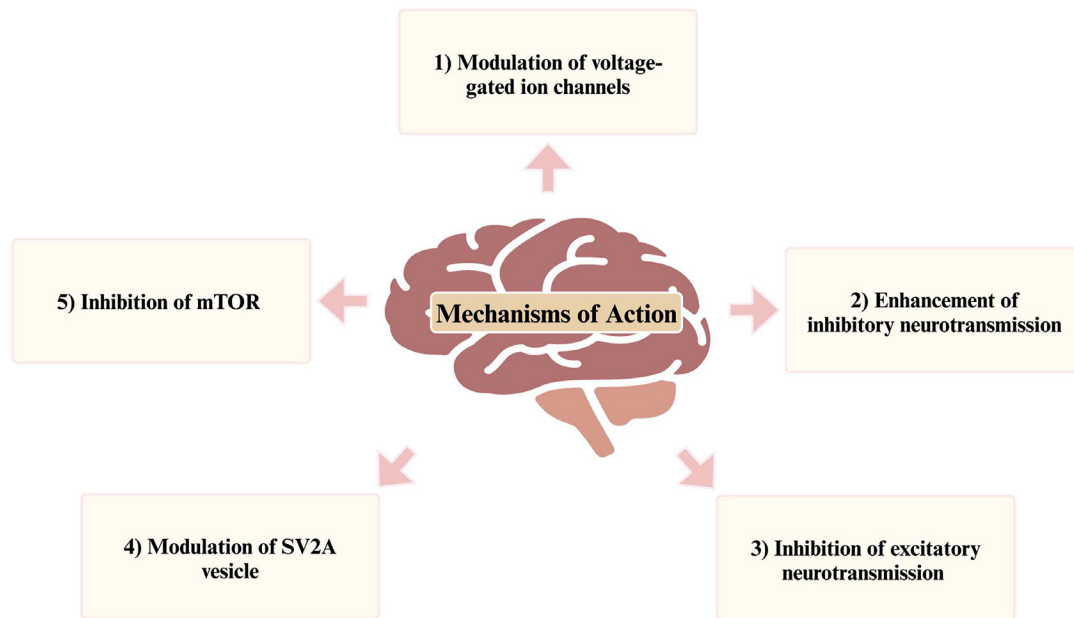 1) Modulation of voltage-
gated ion channels
Mechanisms of Action
2) Enhancement of
inhibitory neurotransmission
3) Inhibition of excitatory
neurotransmission
4) Modulation of SV2A
vesicle
5) Inhibition of mTOR